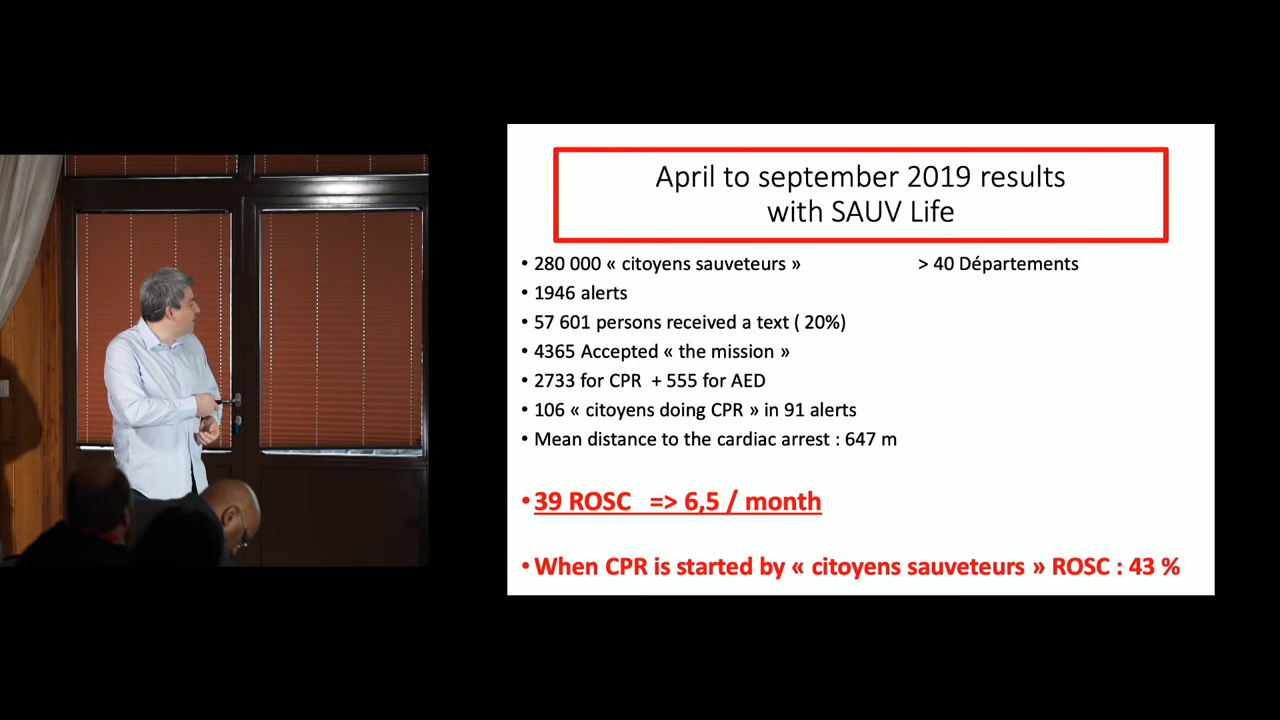 April to september 2019 results
with SAUV Life
• 280 000 « citoyens sauveteurs » > 40 Départements
• 1946 alerts
• 57 601 persons received a text ( 20%)
• 4365 Accepted « the mission »
• 2733 for CPR + 555 for AED
• 106 « citoyens doing CPR » in 91 alerts
• Mean distance to the cardiac arrest : 647 m
• 39 ROSC => 6,5 / month
• When CPR is started by « citoyens sauveteurs » ROSC : 43 %